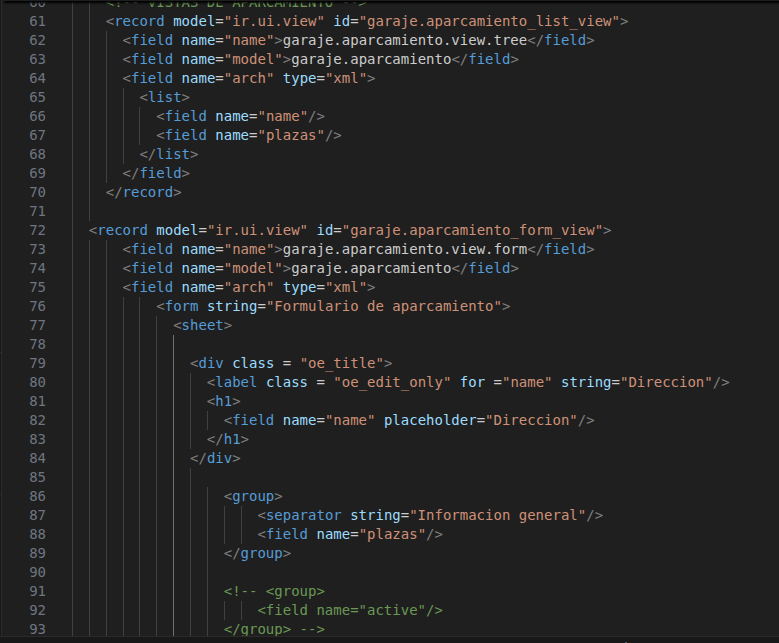 60 <!-- VISTAS DE APARCAMIENTO -->
61 <record model="ir.ui.view" id="garaje.aparcamiento_list_view">
62 <field name="name">garaje.aparcamiento.view.tree</field>
63 <field name="model">garaje.aparcamiento</field>
64 <field name="arch" type="xml">
65 <list>
66 <field name="name"/>
67 <field name="plazas"/>
68 </list>
69 </field>
70 </record>
71
72 <record model="ir.ui.view" id="garaje.aparcamiento_form_view">
73 <field name="name">garaje.aparcamiento.view.form</field>
74 <field name="model">garaje.aparcamiento</field>
75 <field name="arch" type="xml">
76 <form string="Formulario de aparcamiento">
77 <sheet>
78
79 <div class = "oe_title">
80 <label class = "oe_edit_only" for ="name" string="Direccion"/>
81 <h1>
82 <field name="name" placeholder="Direccion"/>
83 </h1>
84 </div>
85
86 <group>
87 <separator string="Informacion general"/>
88 <field name="plazas"/>
89 </group>
90
91 <!-- <group>
92 <field name="active"/>
93 </group> -->